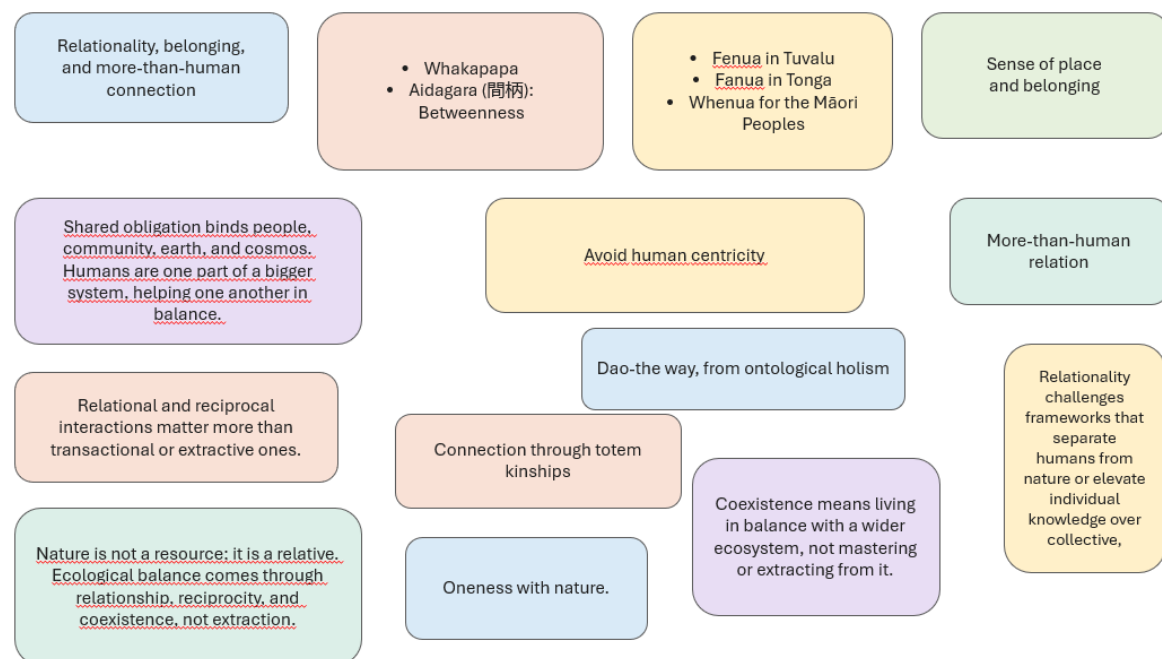 Relationality, belonging,
and more-than-human
connection
• Whakapapa
• Aidagara (間柄):
Betweenness
• Fenua in Tuvalu
• Fanua in Tonga
• Whenua for the Māori
Peoples
Sense of place
and belonging
Shared obligation binds people,
community, earth, and cosmos.
Humans are one part of a bigger
system, helping one another in
balance.
Avoid human centricity
More-than-human
relation
Dao-the way, from ontological holism
Relational and reciprocal
interactions matter more than
transactional or extractive ones.
Connection through totem
kinships
Relationality
challenges
frameworks that
separate
humans from
nature or elevate
individual
knowledge over
collective,
Coexistence means living
in balance with a wider
ecosystem, not mastering
or extracting from it.
Nature is not a resource: it is a relative.
Ecological balance comes through
relationship, reciprocity, and
coexistence, not extraction.
Oneness with nature.